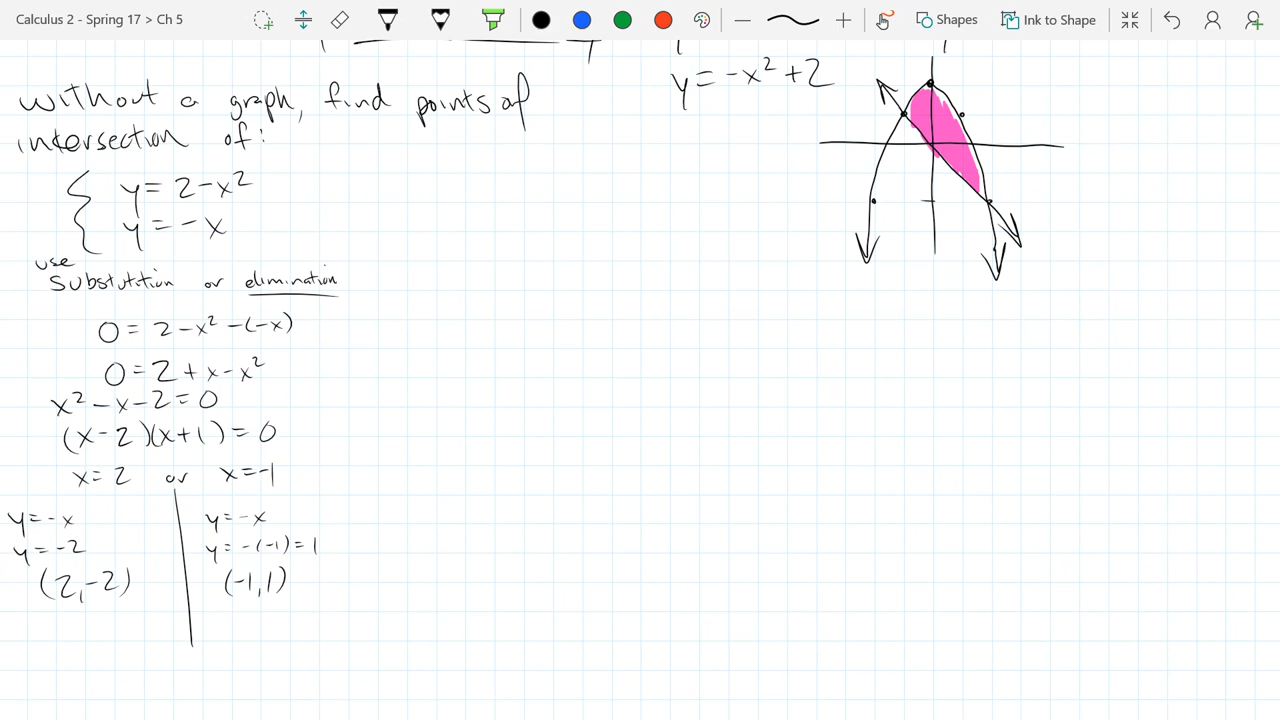 Calculus 2 - Spring 17 > Ch 5
Shapes
Ink to Shape
without a graph, find points of
intersection of:
y = 2 - x²
y = - x
use
Substutition or elimination
0 = 2 - x² - (-x)
0 = 2 + x - x²
x² - x - 2 = 0
(x - 2)(x + 1) = 0
x = 2 or x = -1
y = - x
y = -2
(2, -2)
y = - x
y = -(-1) = 1
(-1, 1)
y = -x² + 2